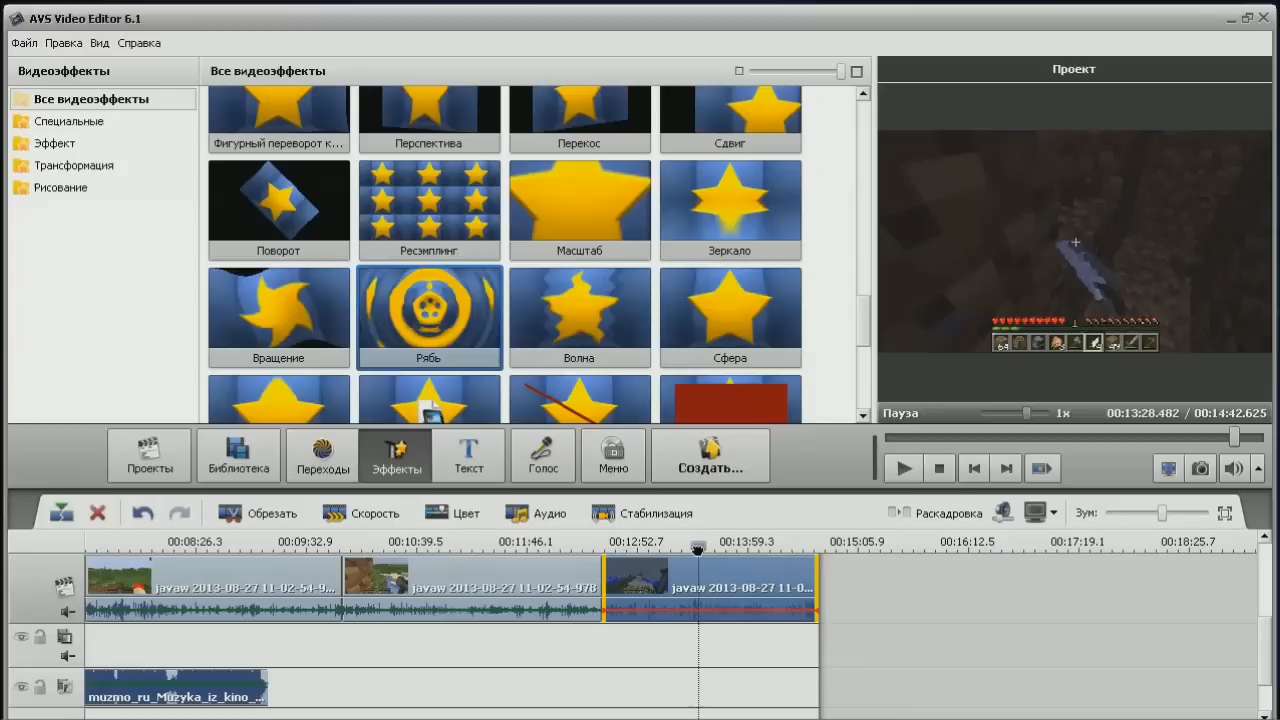 AVS Video Editor 6.1
Файл Правка Вид Справка
Видеоэффекты
Все видеоэффекты
Проект
Все видеоэффекты
Специальные
Эффект
Трансформация
Рисование
Фигурный переворот к...
Перспектива
Перекос
Сдвиг
Поворот
Ресэмплинг
Масштаб
Зеркало
Вращение
Рябь
Волна
Сфера
Пауза
1x
00:13:28.482 / 00:14:42.625
Проекты
Библиотека
Переходы
Эффекты
Текст
Голос
Меню
Создать...
Обрезать
Скорость
Цвет
Аудио
Стабилизация
Раскадровка
Зум:
00:08:26.3 00:09:32.9 00:10:39.5 00:11:46.1 00:12:52.7 00:13:59.3 00:15:05.9 00:16:12.5 00:17:19.1 00:18:25.7
javaw 2013-08-27 11-02-54-9...
javaw 2013-08-27 11-02-54-978
javaw 2013-08-27 11-0...
muzmo_ru_Muzyka_iz_kino_...